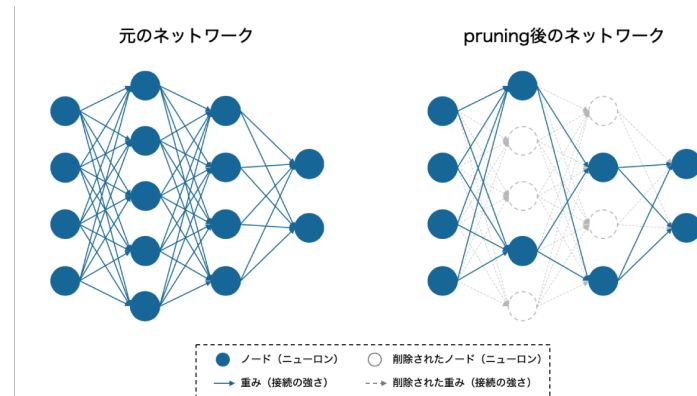 元のネットワーク
pruning後のネットワーク
ノード（ニューロン）
削除されたノード（ニューロン）
重み（接続の強さ）
削除された重み（接続の強さ）